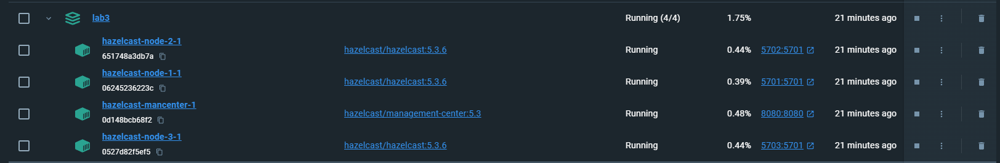 lab3 Running (4/4) 1.75% 21 minutes ago
hazelcast-node-2-1
651748a3db7a hazelcast/hazelcast:5.3.6 Running 0.44% 5702:5701 21 minutes ago
hazelcast-node-1-1
06245236223c hazelcast/hazelcast:5.3.6 Running 0.39% 5701:5701 21 minutes ago
hazelcast-mancenter-1
0d148bcb68f2 hazelcast/management-center:5.3 Running 0.48% 8080:8080 21 minutes ago
hazelcast-node-3-1
0527d82f5ef5 hazelcast/hazelcast:5.3.6 Running 0.44% 5703:5701 21 minutes ago